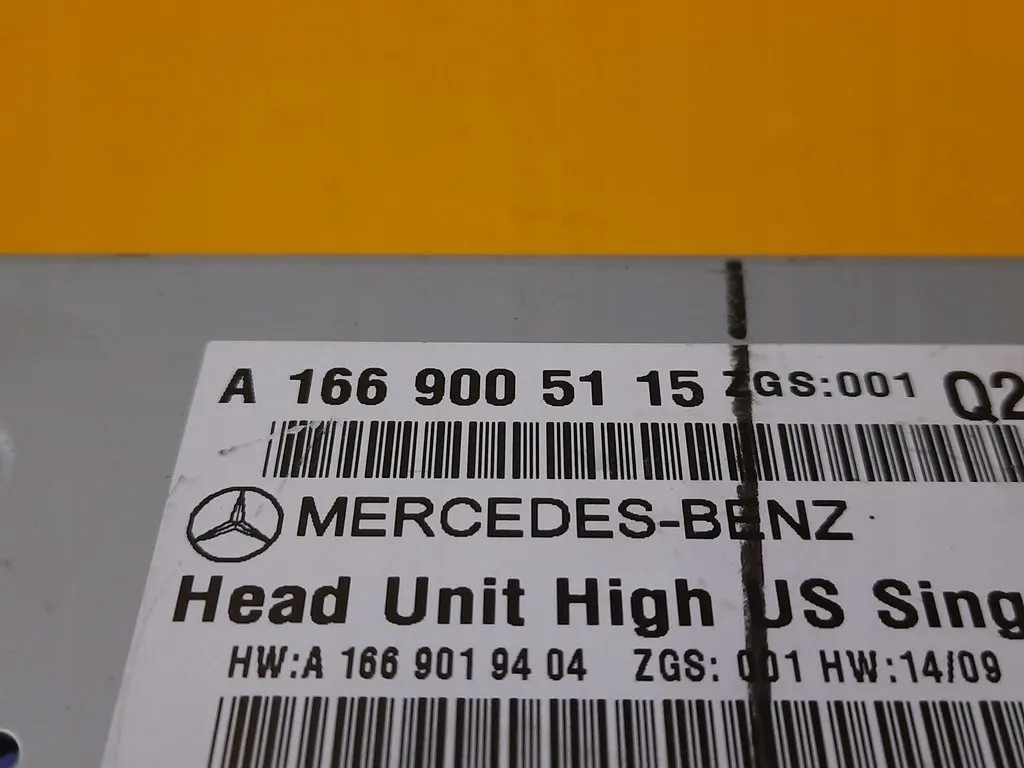 A 166 900 51 15 ZGS:001 Q2
MERCEDES-BENZ
Head Unit High US Sing
HW:A 166 901 94 04 ZGS: 001 HW:14/09